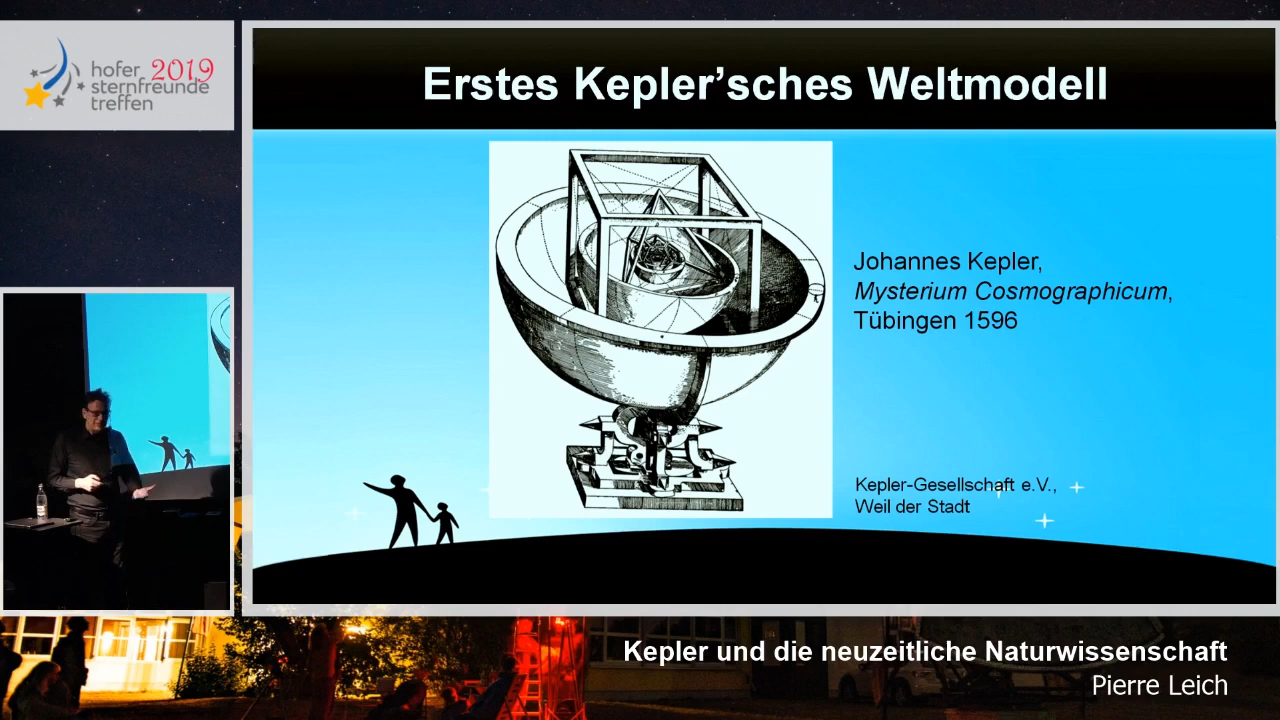 hofer 2019
sternfreunde
treffen
Erstes Kepler’sches Weltmodell
Johannes Kepler,
Mysterium Cosmographicum,
Tübingen 1596
Kepler-Gesellschaft e.V.,
Weil der Stadt
Kepler und die neuzeitliche Naturwissenschaft
Pierre Leich